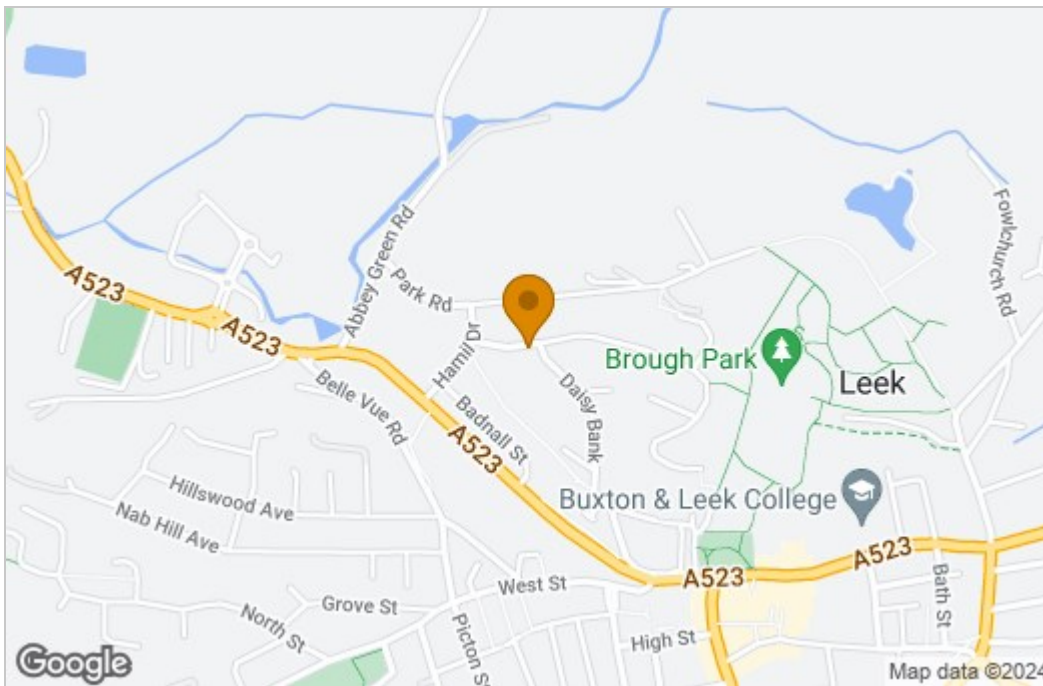 A523
Abbey Green Rd
Park Rd
Fowlchurch Rd
A523
Hamil Dr
Brough Park
Leek
Belle Vue Rd
Daisy Bank
Badnall St
A523
Hillswood Ave
Nab Hill Ave
Buxton & Leek College
A523
West St
A523
Bath St
Grove St
North St
Picton St
High St
Google
Map data ©2024